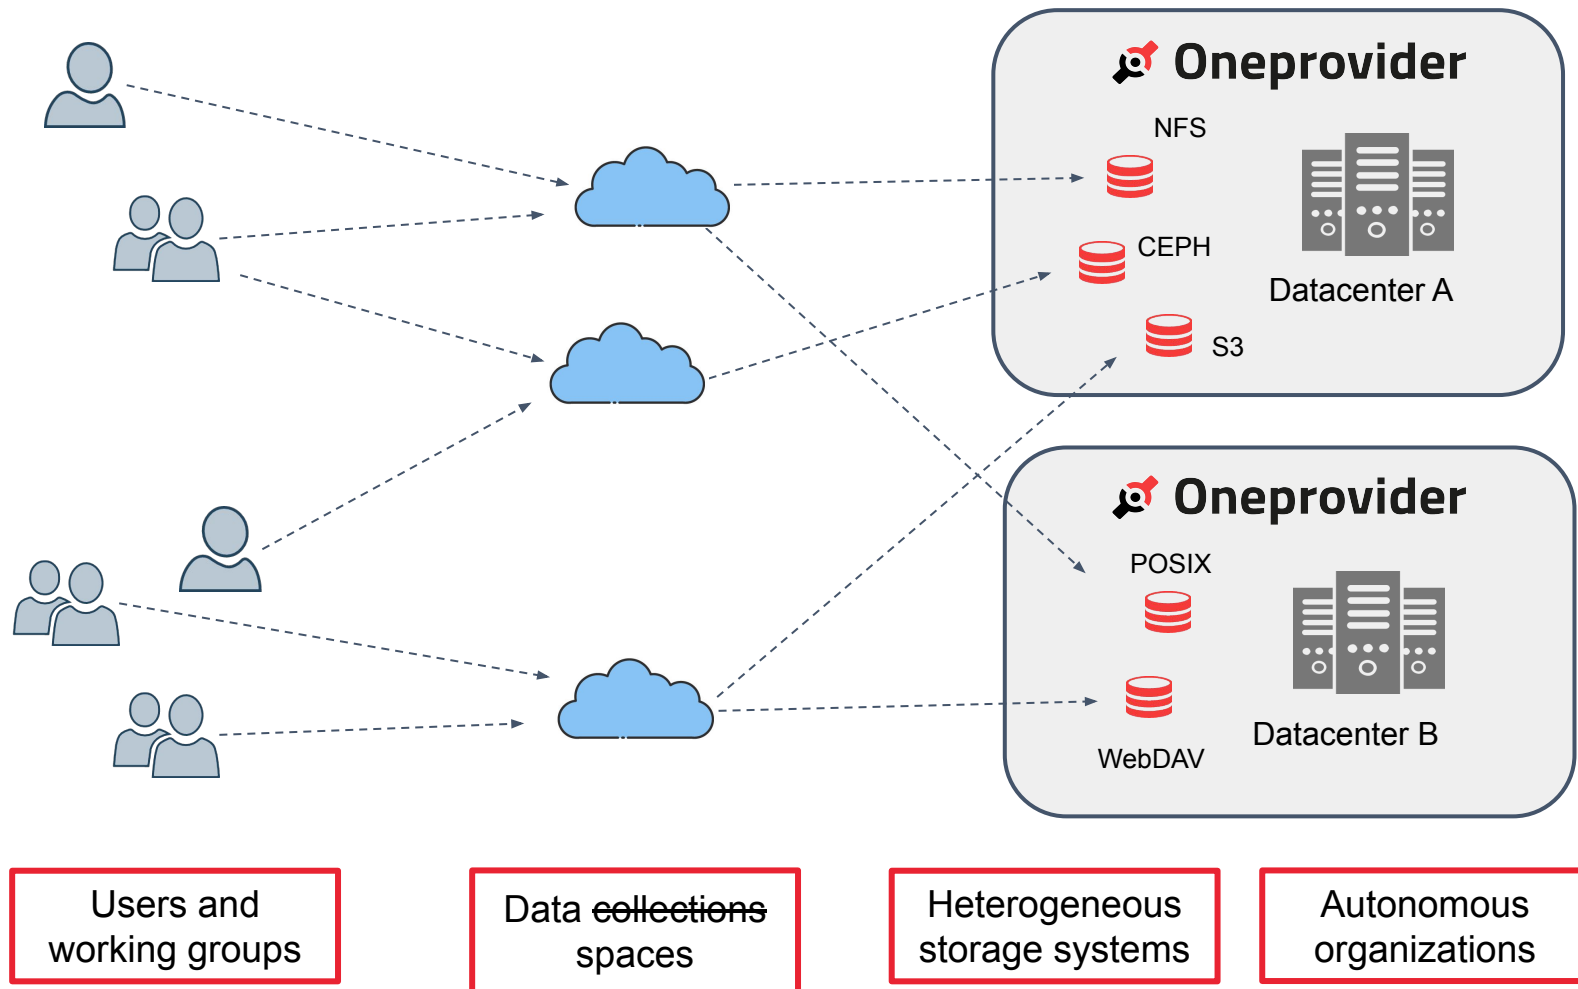 Oneprovider
NFS
CEPH
Datacenter A
S3
Oneprovider
POSIX
Datacenter B
WebDAV
Users and
working groups
Data collections
spaces
Heterogeneous
storage systems
Autonomous
organizations